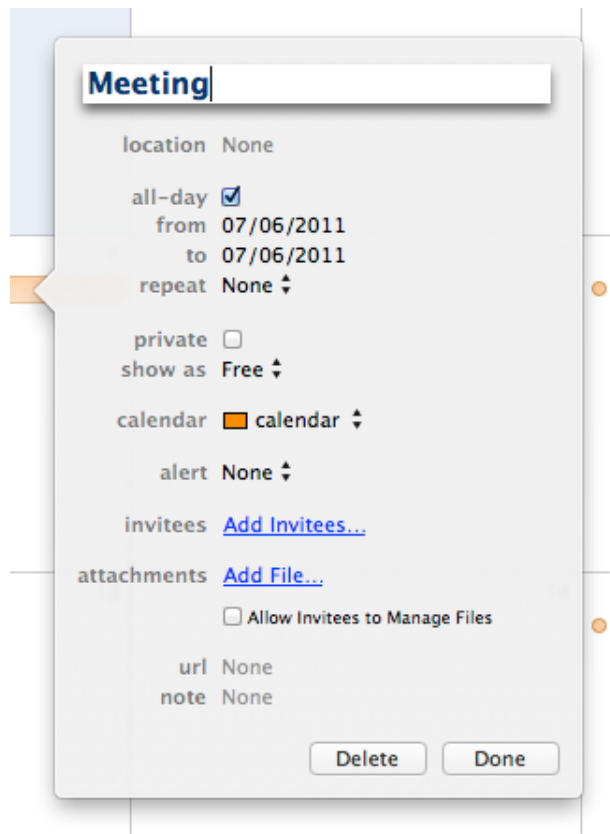 Meeting
location None
all-day
from 07/06/2011
to 07/06/2011
repeat None
private
show as Free
calendar calendar
alert None
invitees Add Invitees...
attachments Add File...
Allow Invitees to Manage Files
url None
note None
Delete Done